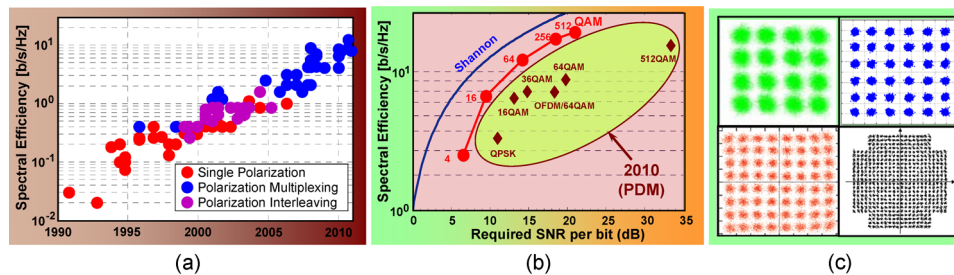 Spectral Efficiency [b/s/Hz]
10¹
10⁰
10⁻¹
10⁻²
1990 1995 2000 2005 2010
Single Polarization
Polarization Multiplexing
Polarization Interleaving
(a)
Spectral Efficiency [b/s/Hz]
10¹
10⁰
0 5 10 15 20 25 30 35
Required SNR per bit (dB)
Shannon
512 QAM
256
64
16
4
64QAM
36QAM
16QAM
OFDM/64QAM
QPSK
512QAM
2010
(PDM)
(b)
(c)